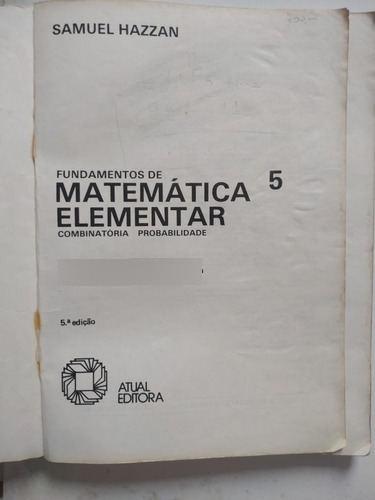 SAMUEL HAZZAN
FUNDAMENTOS DE
MATEMÁTICA 5
ELEMENTAR
COMBINATÓRIA PROBABILIDADE
5.ª edição
ATUAL
EDITORA